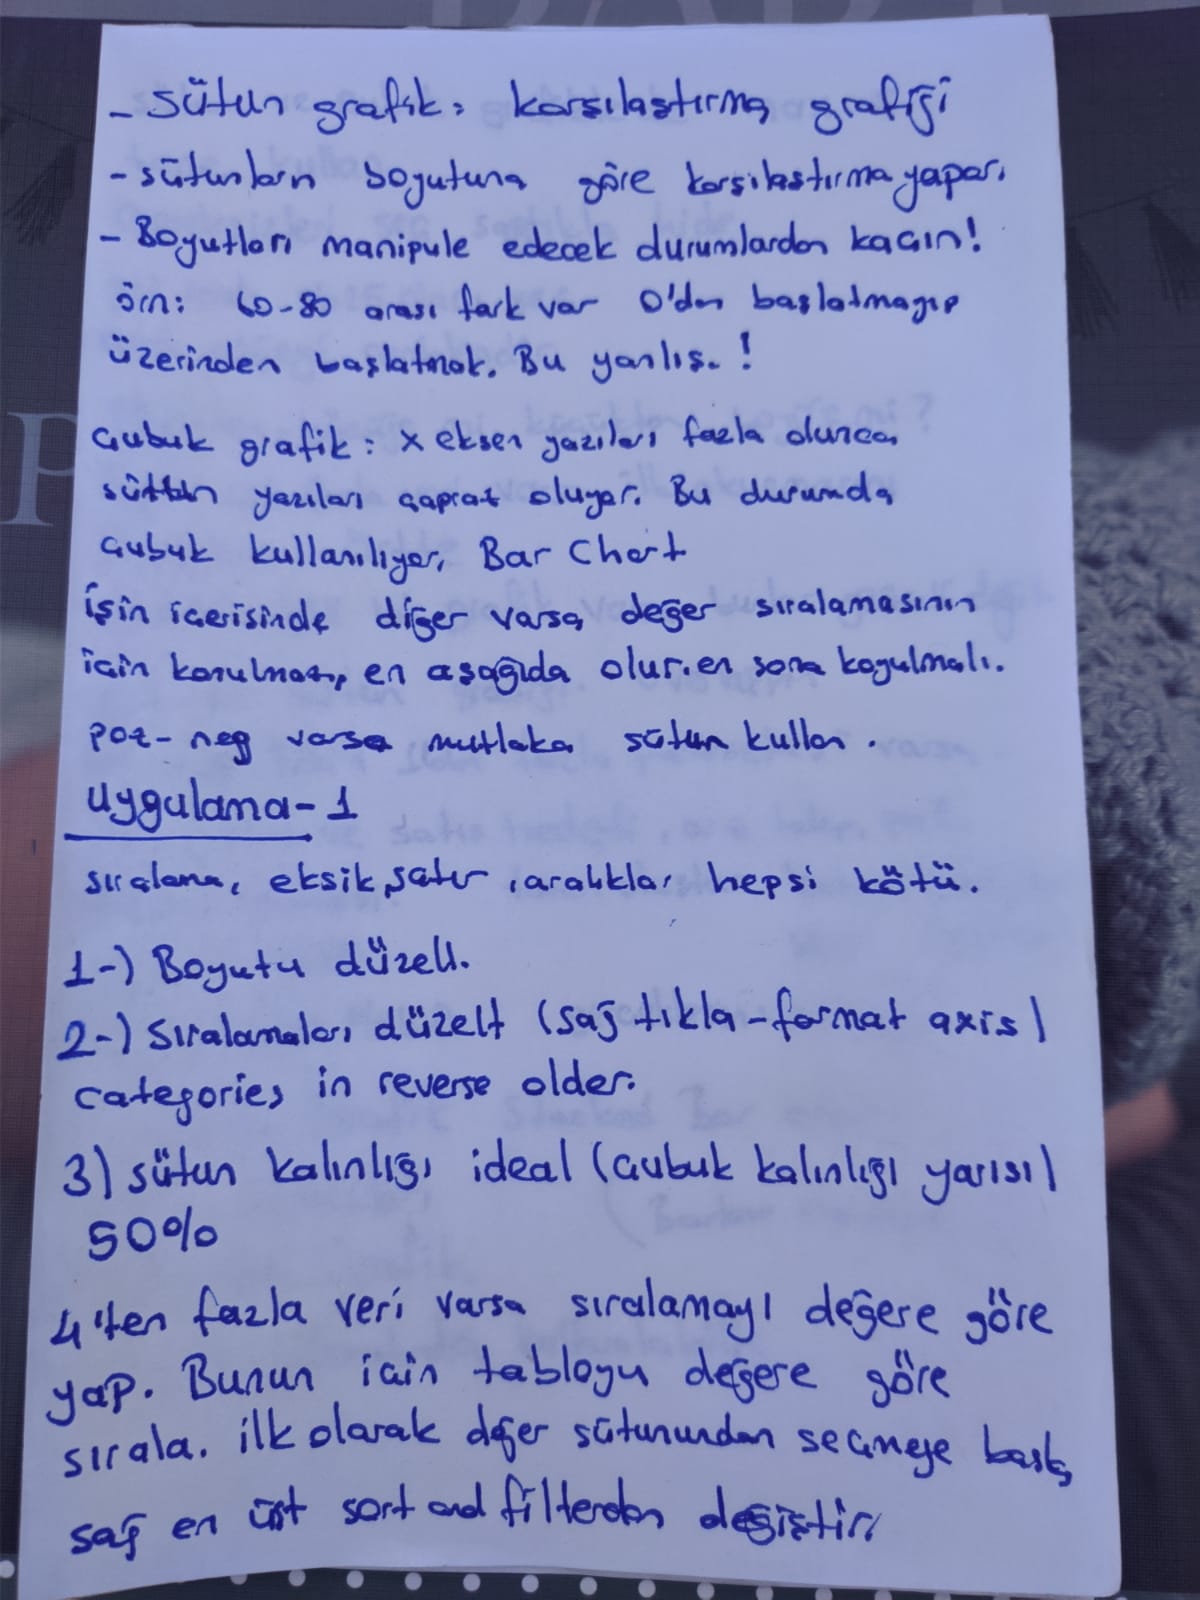 - sütun grafik: karşılaştırma grafiği
- sütunların boyutuna göre karşılaştırma yapar.
- Boyutları manipule edecek durumlardan kaçın!
örn: 60-80 arası fark var 0'dan başlatmayıp
üzerinden başlatmak. Bu yanlış. !
Çubuk grafik: x eksen yazıları fazla olunca
sütun yazıları çapraz oluyor. Bu durumda
çubuk kullanılıyor, Bar Chart
işin içerisinde diğer varsa değer sıralamasının
için konulmaz, en aşağıda olur. en sona koyulmalı.
poz-neg varsa mutlaka sütun kullan.
Uygulama-1
sıralama, eksik, satır, aralıklar hepsi kötü.
1-) Boyutu düzelt.
2-) Sıralamaları düzelt (sağ tıkla-format axis)
categories in reverse older.
3) sütun kalınlığı ideal (çubuk kalınlığı yarısı)
50%
4'ten fazla veri varsa sıralamayı değere göre
yap. Bunun için tabloyu değere göre
sırala. ilk olarak değer sütunundan seçmeye başla,
sağ en üst sort and filterdan değiştir.
P